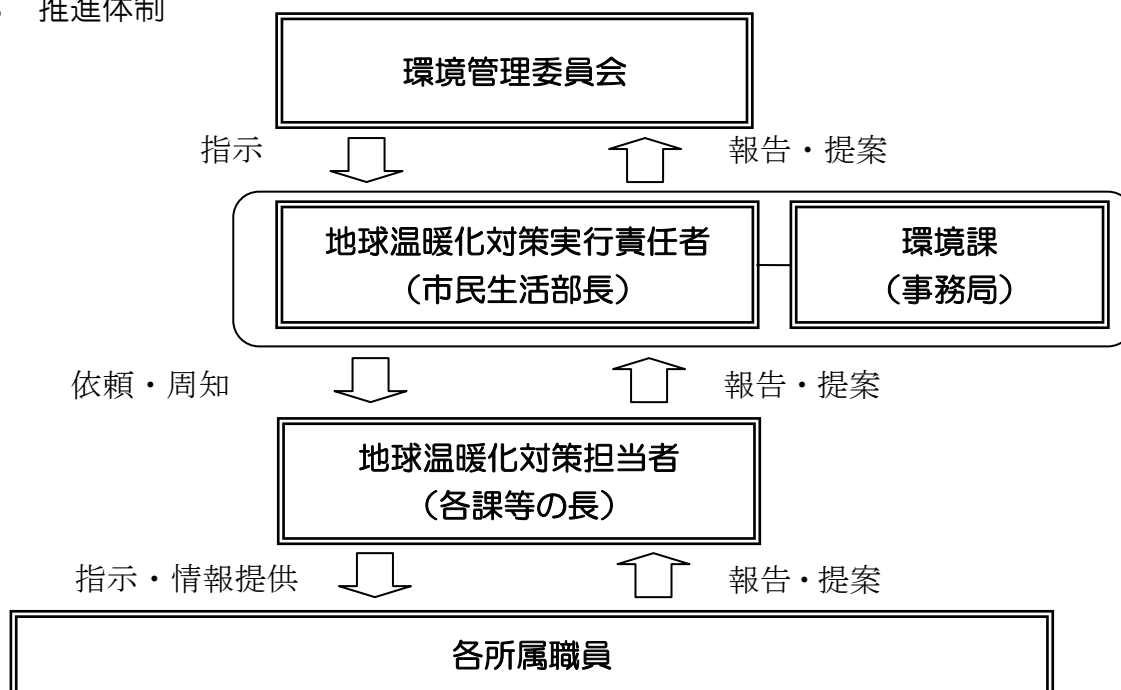 推進体制
環境管理委員会
指示
報告・提案
地球温暖化対策実行責任者
（市民生活部長）
環境課
（事務局）
依頼・周知
報告・提案
地球温暖化対策担当者
（各課等の長）
指示・情報提供
報告・提案
各所属職員